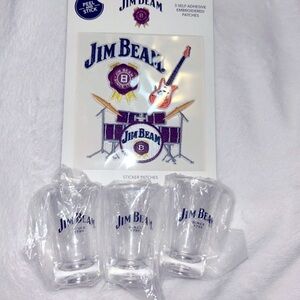 PEEL
STICK
JIM BEAM
3 SELF-ADHESIVE
EMBROIDERED
PATCHES
JIM BEAM
JIM BEAM
STICKER PATCHES
JIM BEAM
JIM BEAM
JIM BEAM